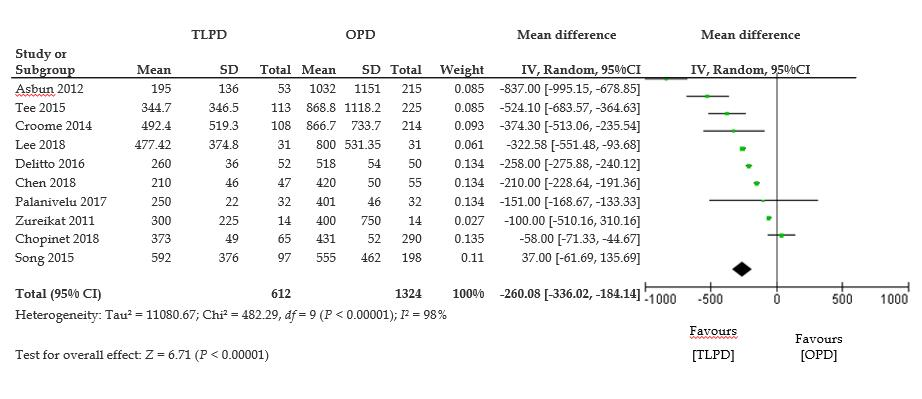 TLPD OPD Mean difference Mean difference
Study or
Subgroup Mean SD Total Mean SD Total Weight IV, Random, 95%CI IV, Random, 95%CI
Asbun 2012 195 136 53 1032 1151 215 0.085 -837.00 [-995.15, -678.85]
Tee 2015 344.7 346.5 113 868.8 1118.2 225 0.085 -524.10 [-683.57, -364.63]
Croome 2014 492.4 519.3 108 866.7 733.7 214 0.093 -374.30 [-513.06, -235.54]
Lee 2018 477.42 374.8 31 800 531.35 31 0.061 -322.58 [-551.48, -93.68]
Delitto 2016 260 36 52 518 54 50 0.134 -258.00 [-275.88, -240.12]
Chen 2018 210 46 47 420 50 55 0.134 -210.00 [-228.64, -191.36]
Palanivelu 2017 250 22 32 401 46 32 0.134 -151.00 [-168.67, -133.33]
Zureikat 2011 300 225 14 400 750 14 0.027 -100.00 [-510.16, 310.16]
Chopinet 2018 373 49 65 431 52 290 0.135 -58.00 [-71.33, -44.67]
Song 2015 592 376 97 555 462 198 0.11 37.00 [-61.69, 135.69]
Total (95% CI) 612 1324 100% -260.08 [-336.02, -184.14]
-1000 -500 0 500 1000
Heterogeneity: Tau² = 11080.67; Chi² = 482.29, df = 9 (P < 0.00001); I² = 98%
Favours
[TLPD]
Favours
[OPD]
Test for overall effect: Z = 6.71 (P < 0.00001)